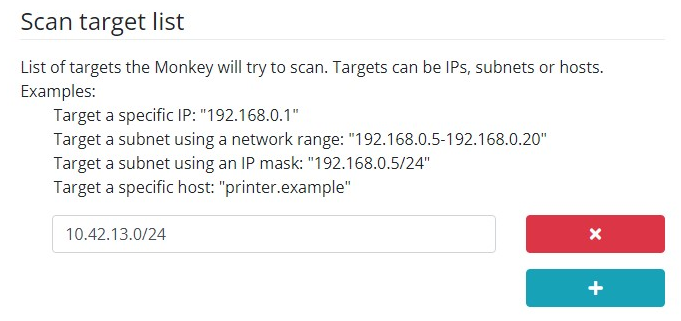 Scan target list
List of targets the Monkey will try to scan. Targets can be IPs, subnets or hosts.
Examples:
Target a specific IP: "192.168.0.1"
Target a subnet using a network range: "192.168.0.5-192.168.0.20"
Target a subnet using an IP mask: "192.168.0.5/24"
Target a specific host: "printer.example"
10.42.13.0/24